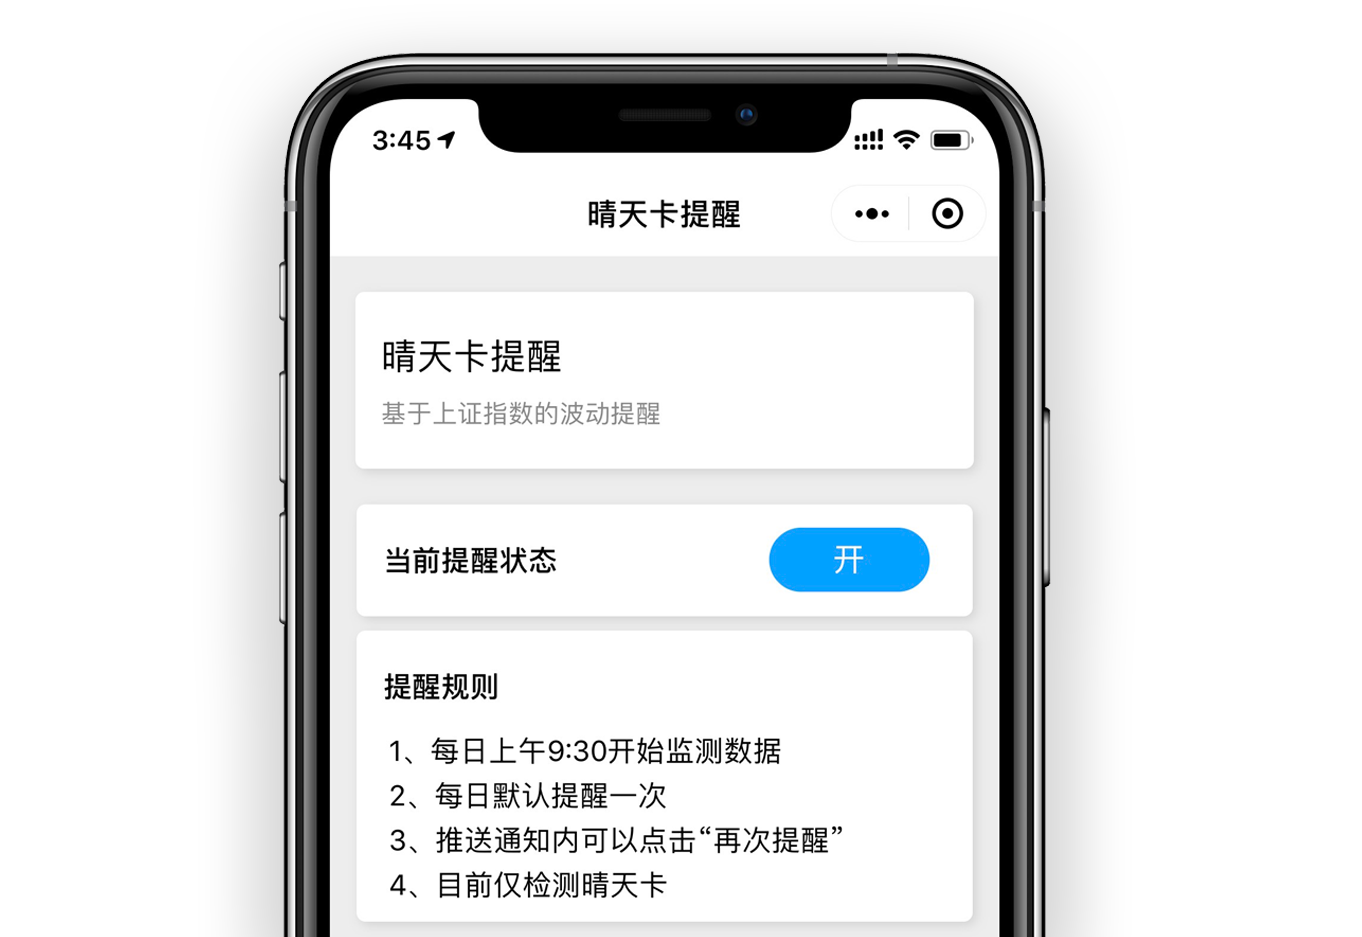 3:45
晴天卡提醒
晴天卡提醒
基于上证指数的波动提醒
当前提醒状态
开
提醒规则
1、每日上午9:30开始监测数据
2、每日默认提醒一次
3、推送通知内可以点击“再次提醒”
4、目前仅检测晴天卡